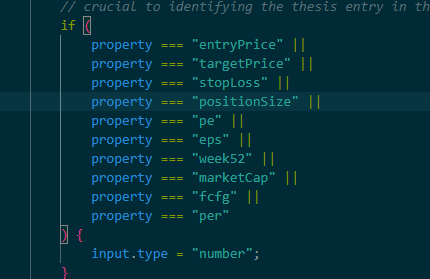 // crucial to identifying the thesis entry in th
if (
property === "entryPrice" ||
property === "targetPrice" ||
property === "stopLoss" ||
property === "positionSize" ||
property === "pe" ||
property === "eps" ||
property === "week52" ||
property === "marketCap" ||
property === "fcfg" ||
property === "per"
) {
input.type = "number";
}